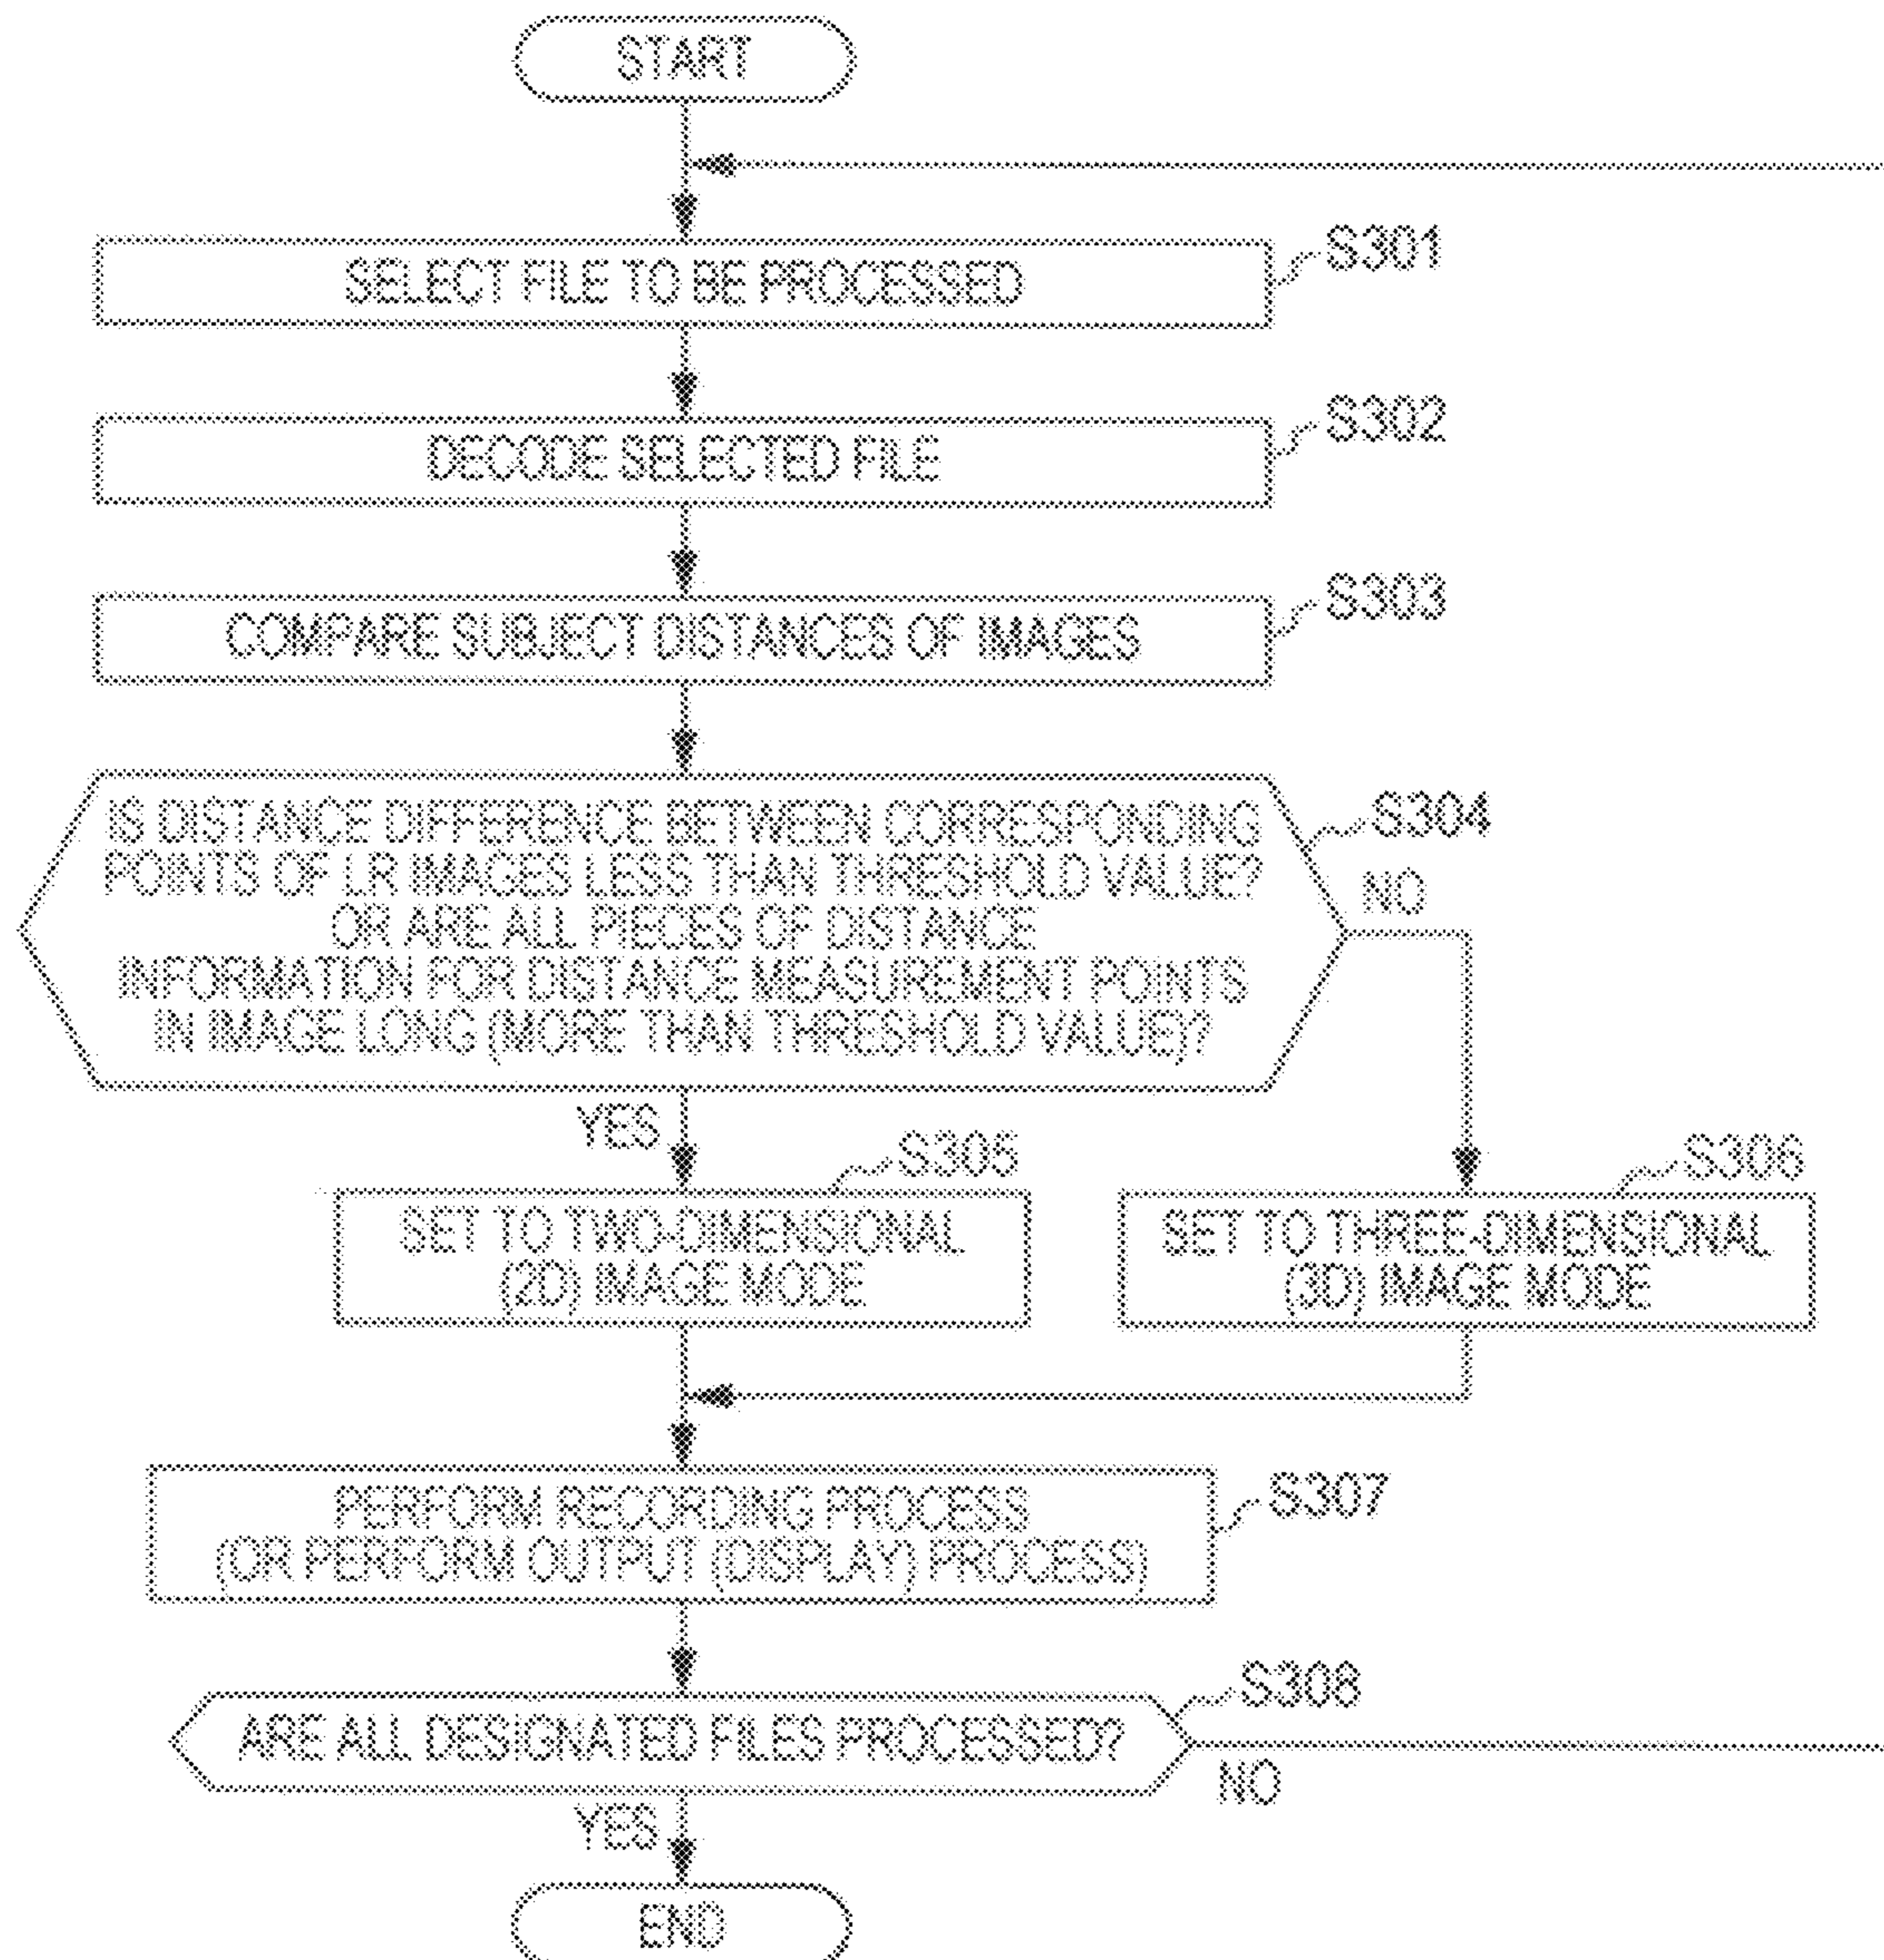 START
SELECT FILE TO BE PROCESSED
S301
DECODE SELECTED FILE
S302
COMPARE SUBJECT DISTANCES OF IMAGES
S303
IS DISTANCE DIFFERENCE BETWEEN CORRESPONDING
POINTS OF LR IMAGES LESS THAN THRESHOLD VALUE?
OR ARE ALL PIECES OF DISTANCE
INFORMATION FOR DISTANCE MEASUREMENT POINTS
IN IMAGE LONG (MORE THAN THRESHOLD VALUE)?
S304
NO
YES
S305
SET TO TWO-DIMENSIONAL
(2D) IMAGE MODE
S306
SET TO THREE-DIMENSIONAL
(3D) IMAGE MODE
PERFORM RECORDING PROCESS
(OR PERFORM OUTPUT (DISPLAY) PROCESS)
S307
ARE ALL DESIGNATED FILES PROCESSED?
S308
NO
YES
END